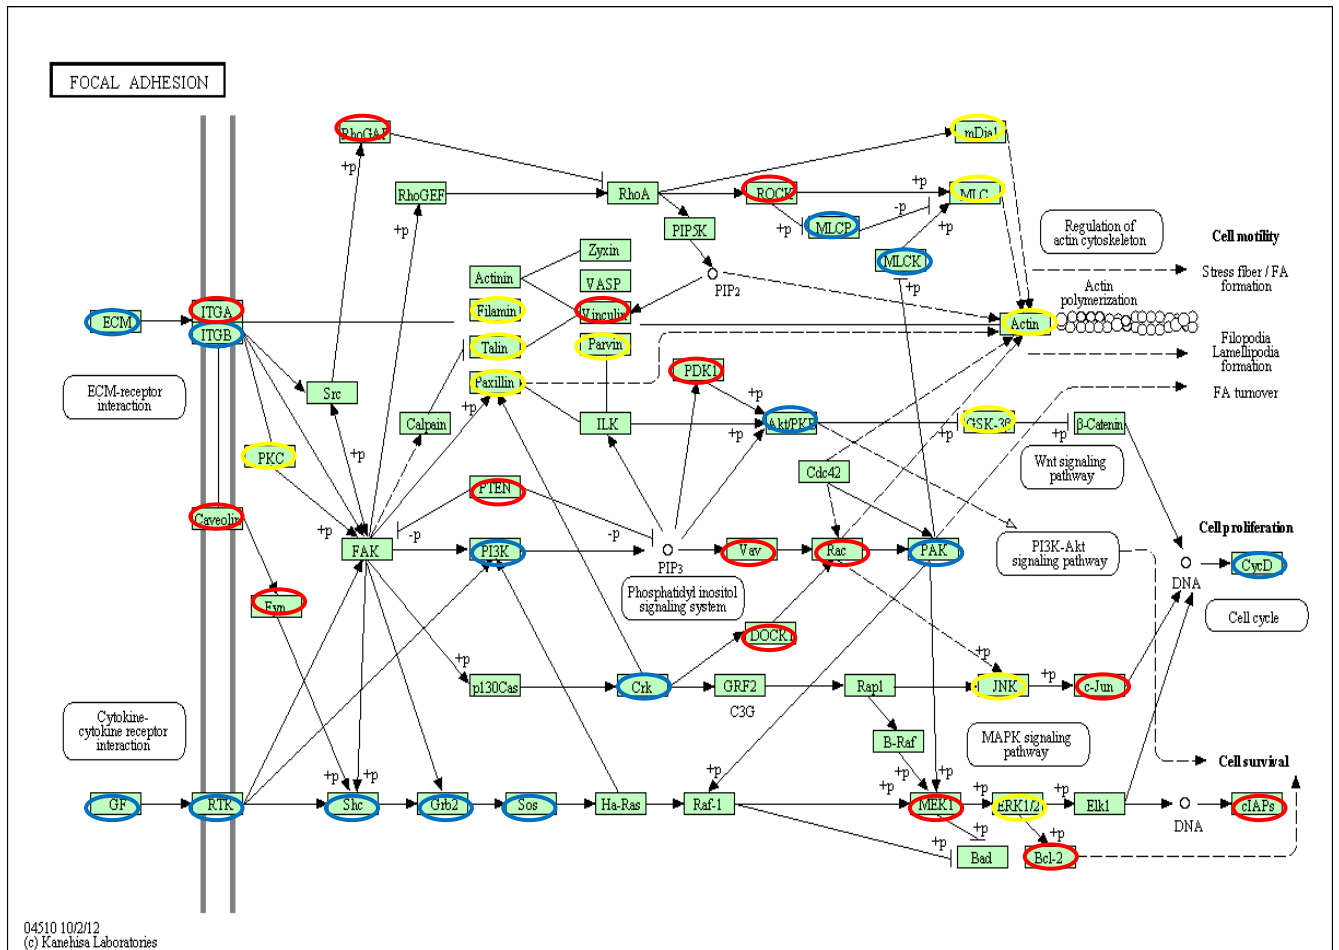 FOCAL ADHESION
RhoGAP
mDia1
+p
RhoGEF
RhoA
ROCK
+p
MLC
-p
+p
MLCP
+p
PIP5K
+p
MLCK
Regulation of
actin cytoskeleton
Cell motility
Zyxin
Actinin
VASP
PIP2
+p
Stress fiber / FA
formation
Actin
polymerization
ECM
ITGA
ITGB
Filamin
Vinculin
Actin
Talin
Parvin
Filopodia
Lamellipodia
formation
ECM-receptor
interaction
Src
Paxillin
PDK1
FA turnover
+p
+p
+p
Calpain
ILK
Akt/PKB
GSK-3β
β-Catenin
+p
+p
+p
+p
PKC
Cdc42
Wnt signaling
pathway
PTEN
Caveolin
+p
-p
-p
Cell proliferation
FAK
PI3K
PIP3
Vav
Rac
PAK
PI3K-Akt
signaling pathway
DNA
CycD
Fyn
Phosphatidyl inositol
signaling system
Cell cycle
DOCK1
+p
p130Cas
Crk
GRF2
C3G
Rap1
JNK
+p
+p
c-Jun
Cytokine-
cytokine receptor
interaction
B-Raf
MAPK signaling
pathway
Cell survival
+p
+p
+p
+p
+p
+p
GF
RTK
Shc
Grb2
Sos
Ha-Ras
Raf-1
MEK1
+p
ERK1/2
+p
Elk1
DNA
cIAPs
+p
+p
+p
Bad
Bcl-2
04510 10/2/12
(c) Kanehisa Laboratories